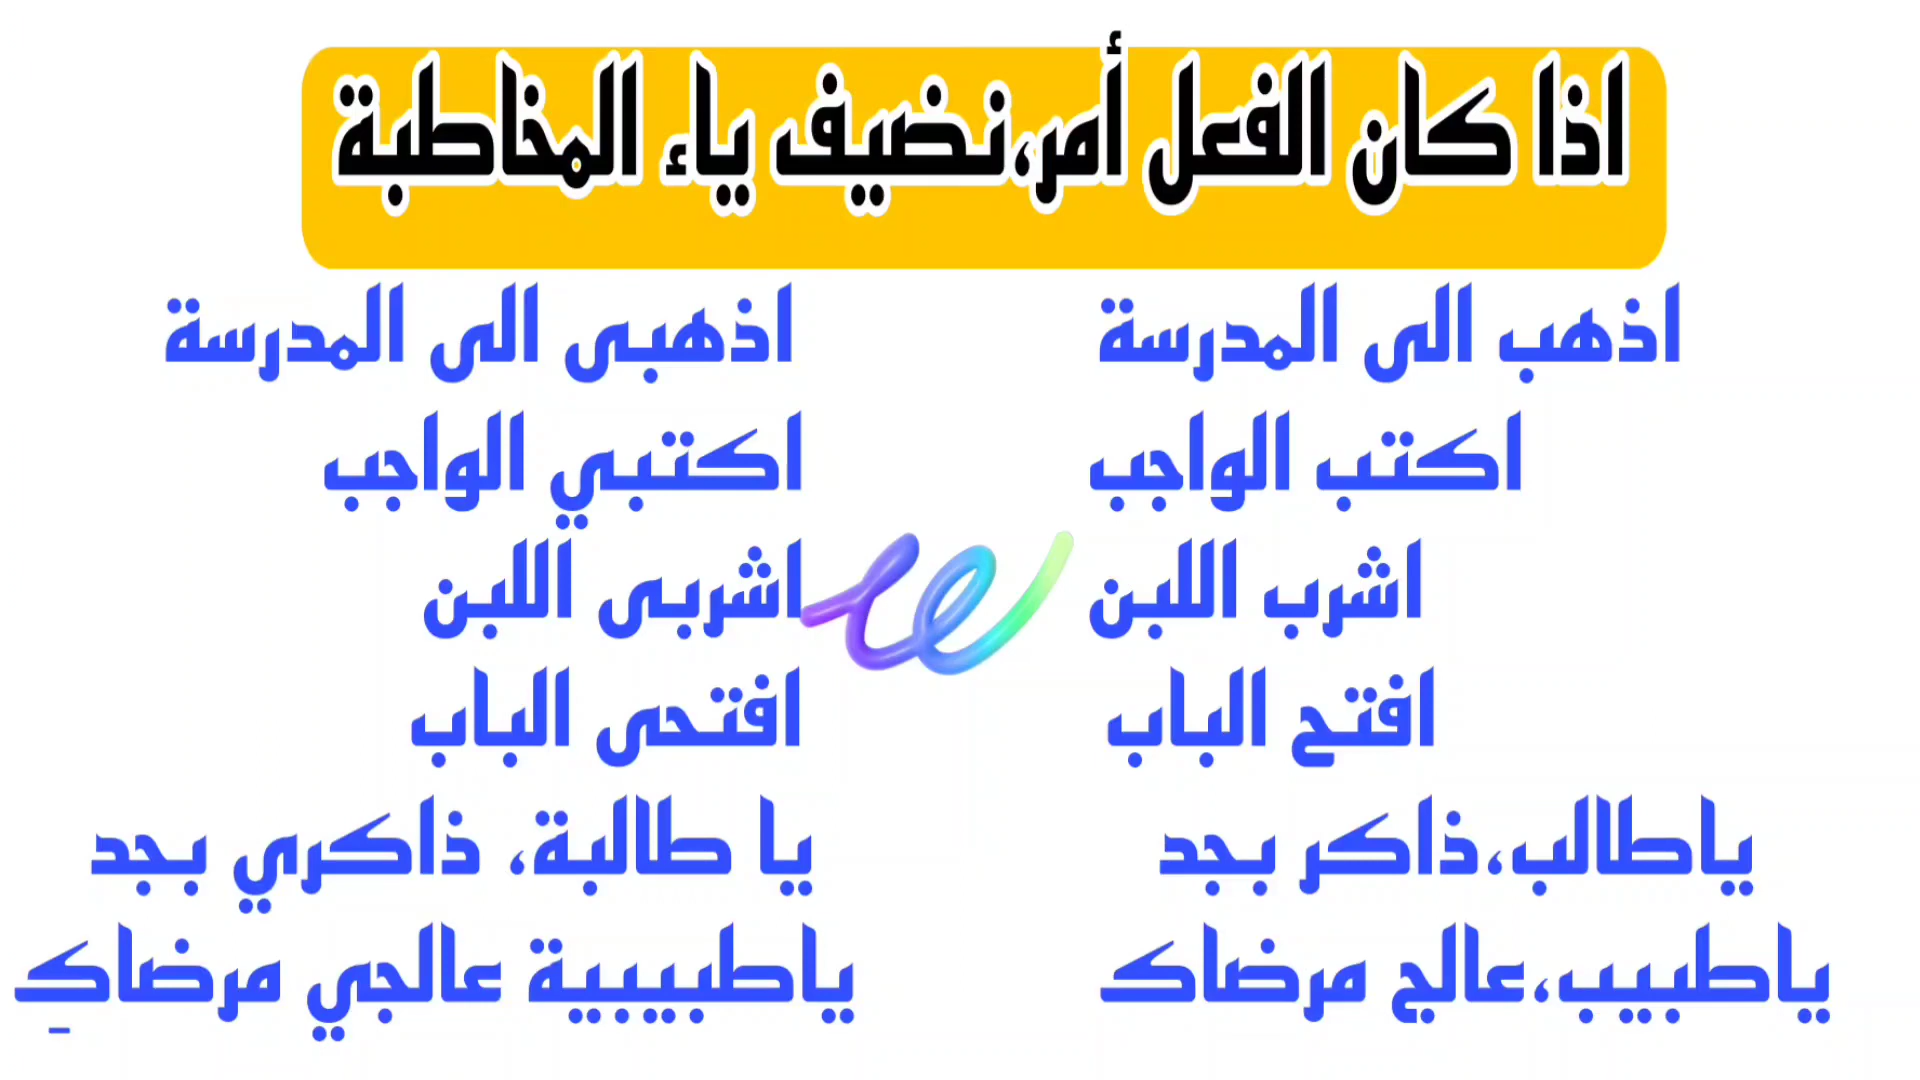 اذا كان الفعل أمر،نضيف ياء المخاطبة
اذهب الى المدرسة
اذهبى الى المدرسة
اكتب الواجب
اكتبي الواجب
اشرب اللبن
اشربى اللبن
افتح الباب
افتحى الباب
ياطالب،ذاكر بجد
يا طالبة، ذاكري بجد
ياطبيب،عالج مرضاك
ياطبيبية عالجي مرضاكِ